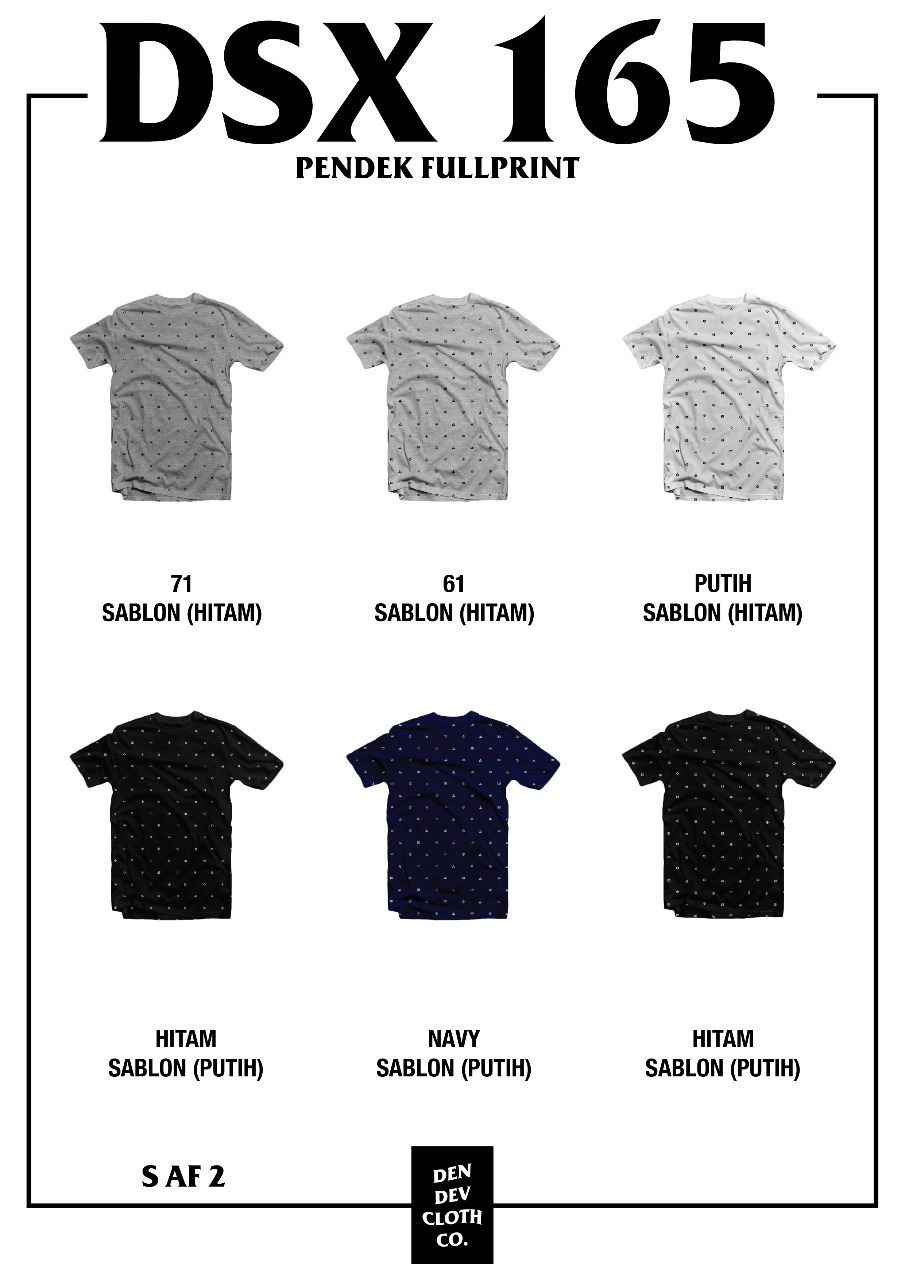 DSX 165
PENDEK FULLPRINT
71
SABLON (HITAM)
61
SABLON (HITAM)
PUTIH
SABLON (HITAM)
HITAM
SABLON (PUTIH)
NAVY
SABLON (PUTIH)
HITAM
SABLON (PUTIH)
S AF 2
DEN
DEV
CLOTH
CO.